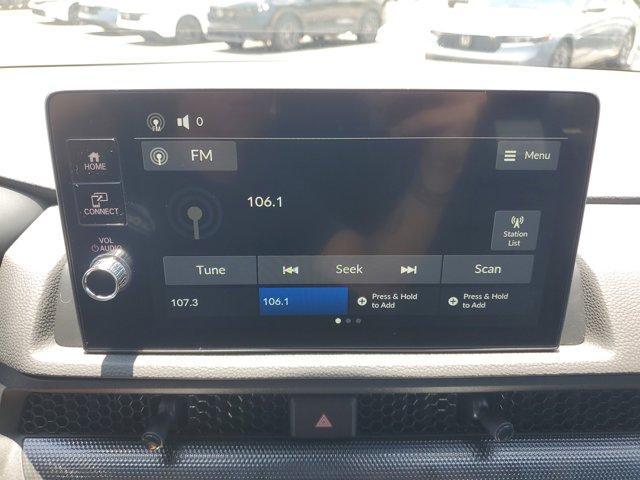 0
HOME
FM
Menu
CONNECT
106.1
Station
List
VOL
AUDIO
Tune
Seek
Scan
107.3
106.1
Press & Hold
to Add
Press & Hold
to Add